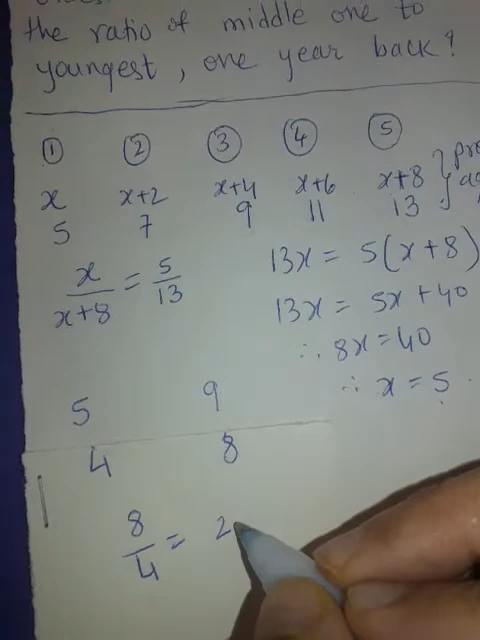 the ratio of middle one to
youngest, one year back?
① ② ③ ④ ⑤
x x+2 x+4 x+6 x+8
5 7 9 11 13
x/x+8 = 5/13
13x = 5(x+8)
13x = 5x+40
∴ 8x=40
∴ x=5
5 9
4 8
8/4 = 2